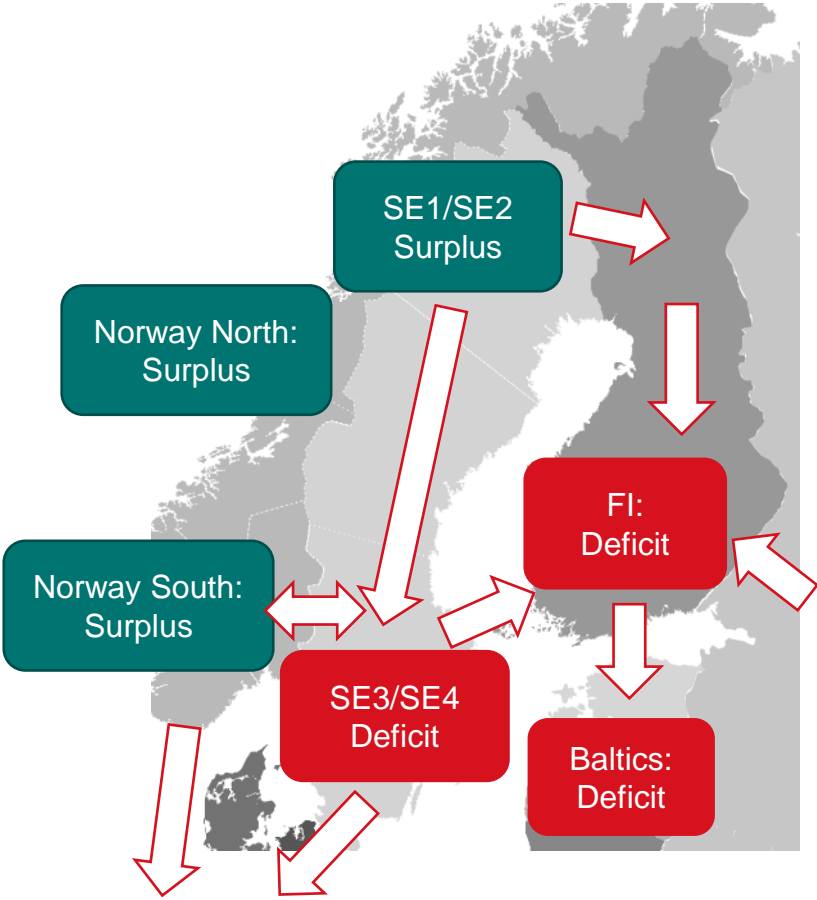 SE1/SE2
Surplus
Norway North:
Surplus
FI:
Deficit
Norway South:
Surplus
SE3/SE4
Deficit
Baltics:
Deficit